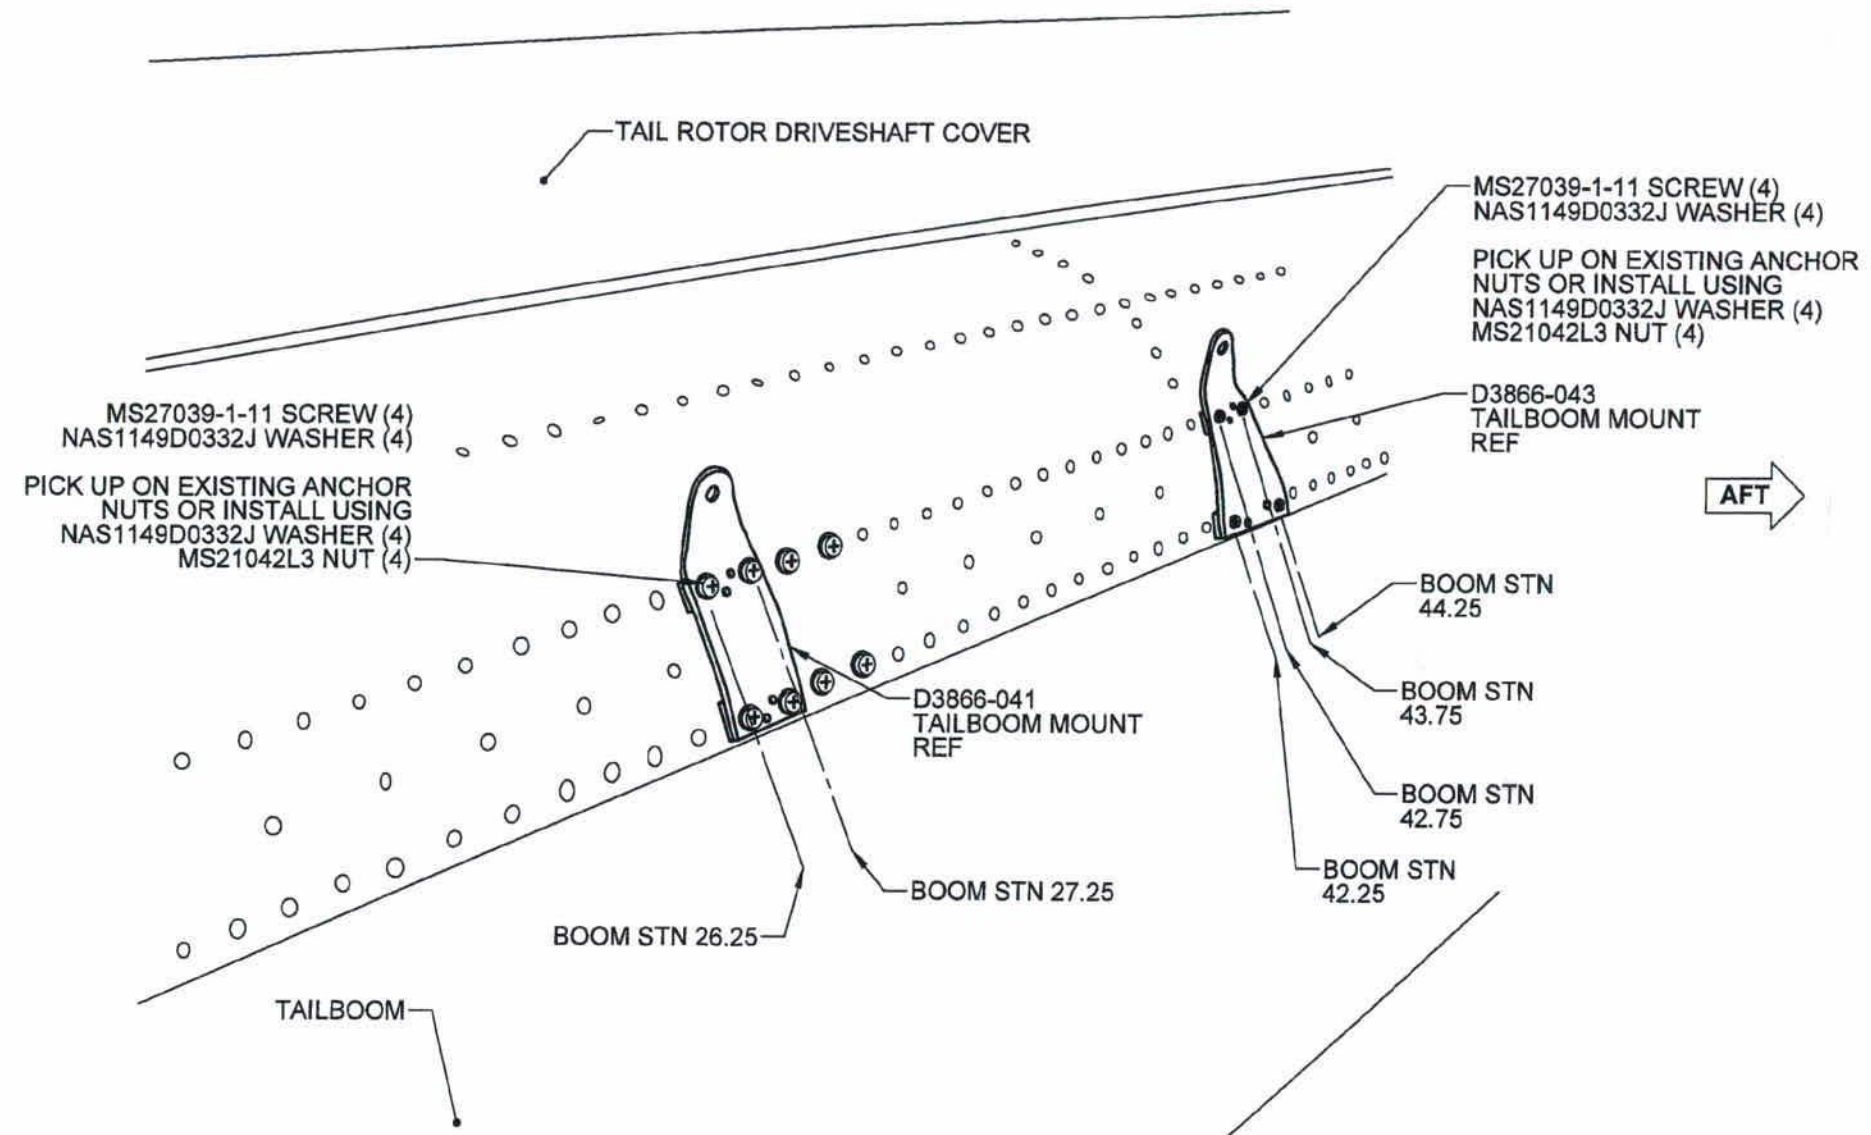 TAIL ROTOR DRIVESHAFT COVER
MS27039-1-11 SCREW (4)
NAS1149D0332J WASHER (4)
PICK UP ON EXISTING ANCHOR
NUTS OR INSTALL USING
NAS1149D0332J WASHER (4)
MS21042L3 NUT (4)
D3866-043
TAILBOOM MOUNT
REF
MS27039-1-11 SCREW (4)
NAS1149D0332J WASHER (4)
PICK UP ON EXISTING ANCHOR
NUTS OR INSTALL USING
NAS1149D0332J WASHER (4)
MS21042L3 NUT (4)
AFT
BOOM STN
44.25
D3866-041
TAILBOOM MOUNT
REF
BOOM STN
43.75
BOOM STN
42.75
BOOM STN
42.25
BOOM STN 27.25
BOOM STN 26.25
TAILBOOM